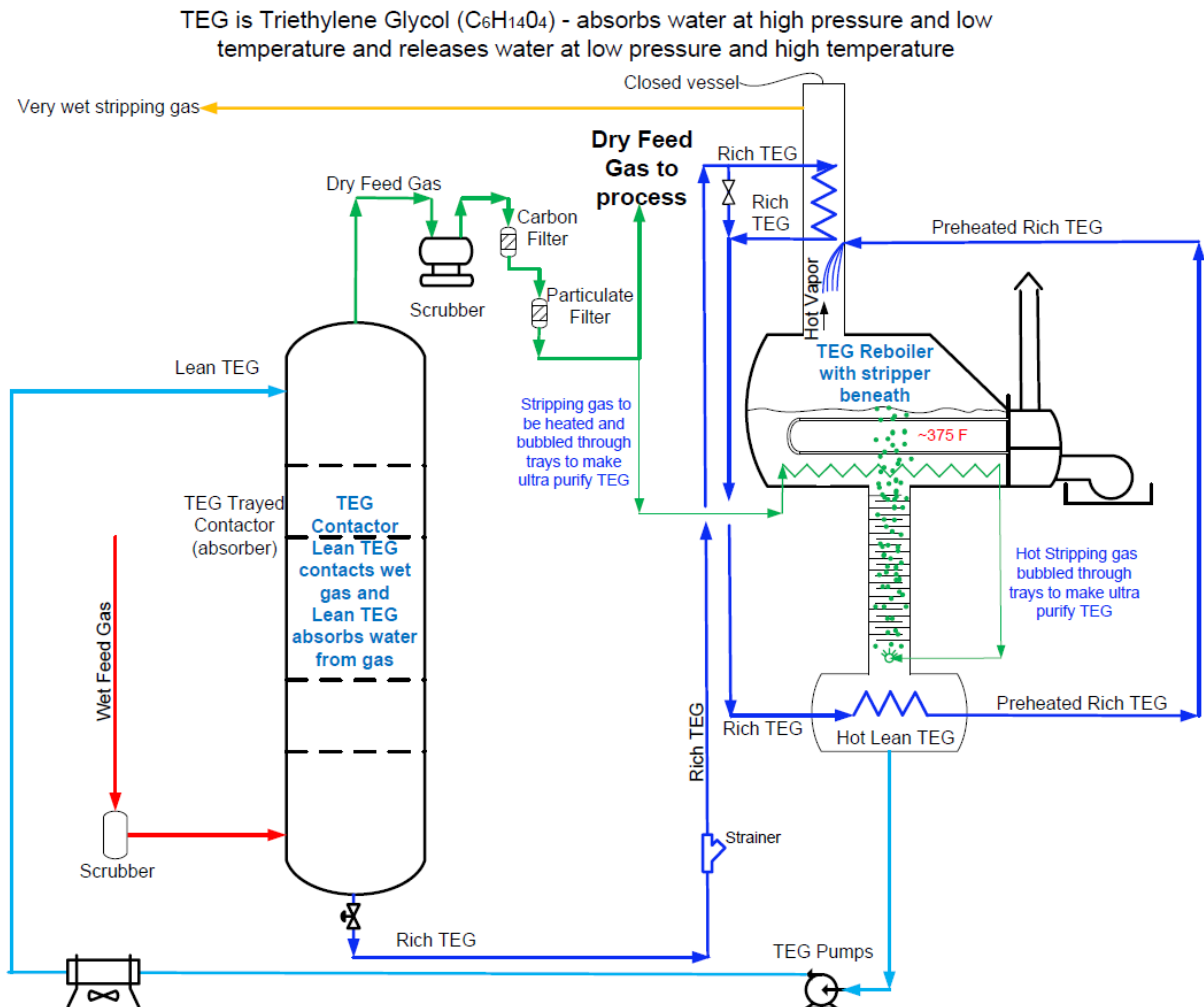 TEG is Triethylene Glycol (C₆H₁₄0₄) - absorbs water at high pressure and low
temperature and releases water at low pressure and high temperature
Closed vessel
Very wet stripping gas
Dry Feed
Gas to
process
Rich TEG
Dry Feed Gas
Carbon
Filter
Rich
TEG
Preheated Rich TEG
Scrubber
Particulate
Filter
Hot Vapor
TEG Reboiler
with stripper
beneath
Lean TEG
Stripping gas to
be heated and
bubbled through
trays to make
ultra purify TEG
~375 F
TEG Trayed
Contactor
(absorber)
TEG
Contactor
Lean TEG
contacts wet
gas and
Lean TEG
absorbs water
from gas
Hot Stripping gas
bubbled through
trays to make ultra
purify TEG
Wet Feed Gas
Rich TEG
Rich TEG
Preheated Rich TEG
Hot Lean TEG
Strainer
Scrubber
Rich TEG
TEG Pumps